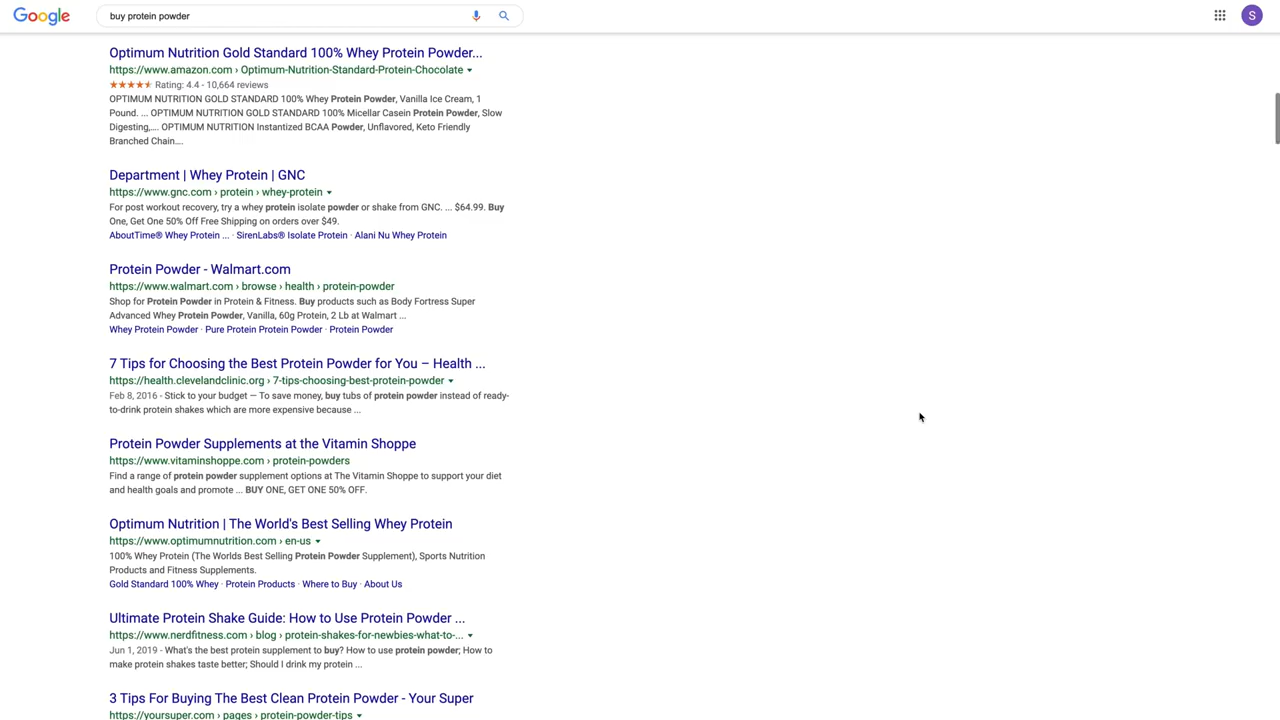 Google
buy protein powder
S
Optimum Nutrition Gold Standard 100% Whey Protein Powder...
https://www.amazon.com › Optimum-Nutrition-Standard-Protein-Chocolate
Rating: 4.4 - 10,664 reviews
OPTIMUM NUTRITION GOLD STANDARD 100% Whey Protein Powder, Vanilla Ice Cream, 1
Pound. ... OPTIMUM NUTRITION GOLD STANDARD 100% Micellar Casein Protein Powder, Slow
Digesting,... OPTIMUM NUTRITION Instantized BCAA Powder, Unflavored, Keto Friendly
Branched Chain....
Department | Whey Protein | GNC
https://www.gnc.com › protein › whey-protein
For post workout recovery, try a whey protein isolate powder or shake from GNC. ... $64.99. Buy
One, Get One 50% Off Free Shipping on orders over $49.
AboutTime® Whey Protein ... · SirenLabs® Isolate Protein · Alani Nu Whey Protein
Protein Powder - Walmart.com
https://www.walmart.com › browse › health › protein-powder
Shop for Protein Powder in Protein & Fitness. Buy products such as Body Fortress Super
Advanced Whey Protein Powder, Vanilla, 60g Protein, 2 Lb at Walmart ...
Whey Protein Powder · Pure Protein Protein Powder · Protein Powder
7 Tips for Choosing the Best Protein Powder for You – Health ...
https://health.clevelandclinic.org › 7-tips-choosing-best-protein-powder
Feb 8, 2016 - Stick to your budget — To save money, buy tubs of protein powder instead of ready-
to-drink protein shakes which are more expensive because ...
Protein Powder Supplements at the Vitamin Shoppe
https://www.vitaminshoppe.com › protein-powders
Find a range of protein powder supplement options at The Vitamin Shoppe to support your diet
and health goals and promote ... BUY ONE, GET ONE 50% OFF.
Optimum Nutrition | The World's Best Selling Whey Protein
https://www.optimumnutrition.com › en-us
100% Whey Protein (The Worlds Best Selling Protein Powder Supplement), Sports Nutrition
Products and Fitness Supplements.
Gold Standard 100% Whey · Protein Products · Where to Buy · About Us
Ultimate Protein Shake Guide: How to Use Protein Powder ...
https://www.nerdfitness.com › blog › protein-shakes-for-newbies-what-to-...
Jun 1, 2019 - What's the best protein supplement to buy? How to use protein powder; How to
make protein shakes taste better; Should I drink my protein ...
3 Tips For Buying The Best Clean Protein Powder - Your Super
https://yoursuper.com › pages › protein-powder-tips